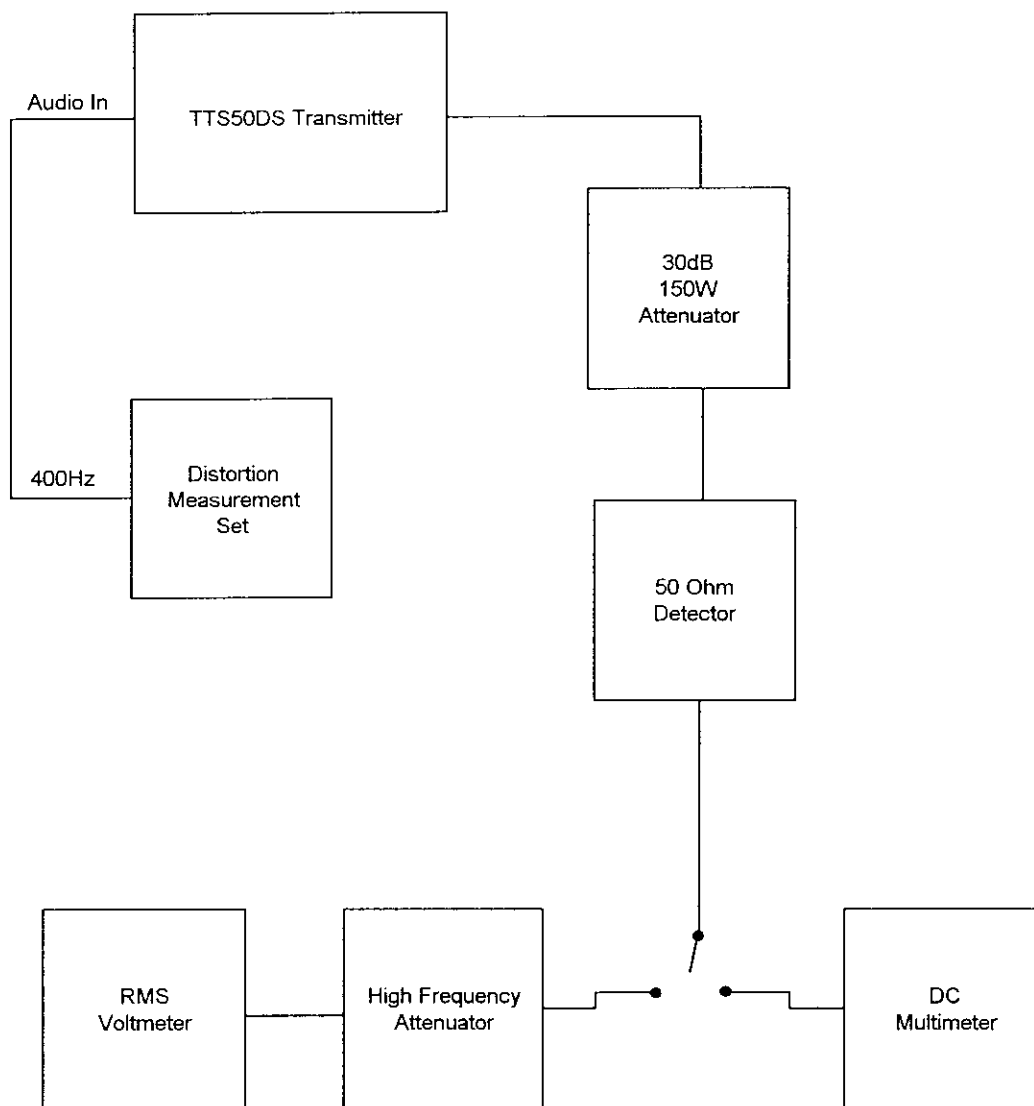 Audio In
TTS50DS Transmitter
30dB
150W
Attenuator
400Hz
Distortion
Measurement
Set
50 Ohm
Detector
RMS
Voltmeter
High Frequency
Attenuator
DC
Multimeter